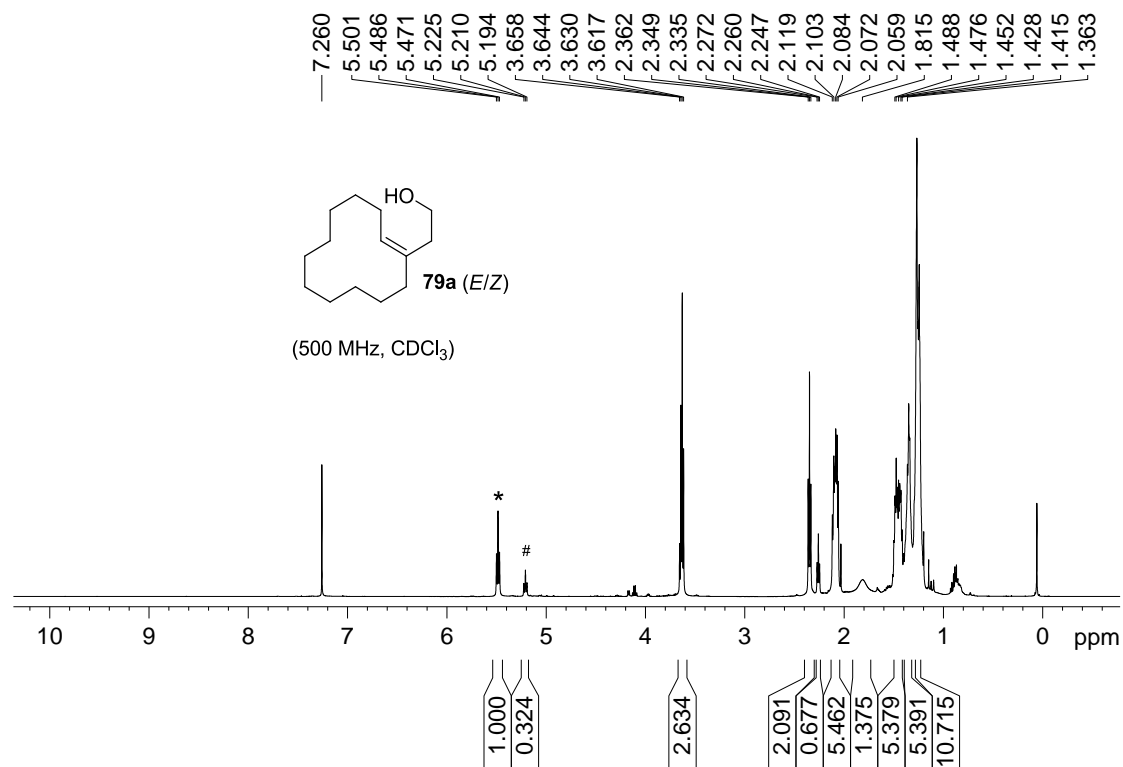 7.260 5.501 5.486 5.471 5.225 5.210 5.194 3.658 3.644 3.630 3.617 2.362 2.349 2.335 2.272 2.260 2.247 2.119 2.103 2.084 2.072 2.059 1.815 1.488 1.476 1.452 1.428 1.415 1.363
HO
79a (E/Z)
(500 MHz, CDCl3)
*
#
10 9 8 7 6 5 4 3 2 1 0 ppm
1.000 0.324 2.634 2.091 0.677 5.462 1.375 5.379 5.391 10.715